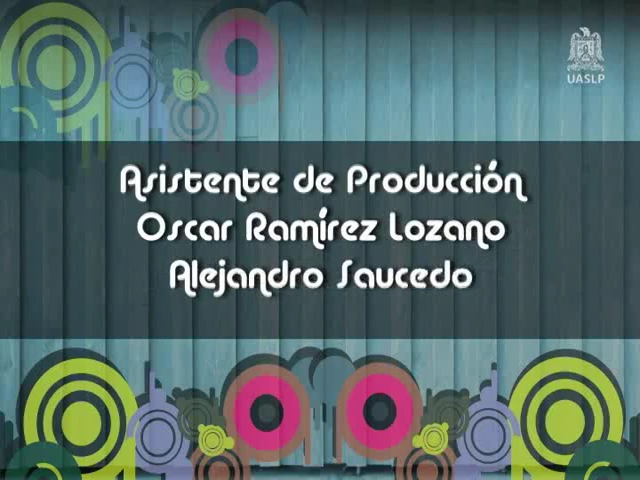 UASLP
Asistente de Producción
Oscar Ramírez Lozano
Alejandro Saucedo